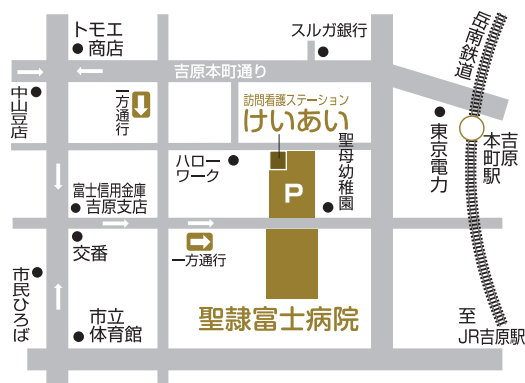 トモエ
商店
スルガ銀行
岳南鉄道
吉原本町通り
中山豆店
一方
通行
訪問看護ステーション
けいあい
聖母幼稚園
東京電力
吉原
本町駅
ハロー
ワーク
P
富士信用金庫
吉原支店
交番
一方通行
市民ひろば
市立
体育館
聖隷富士病院
至
JR吉原駅